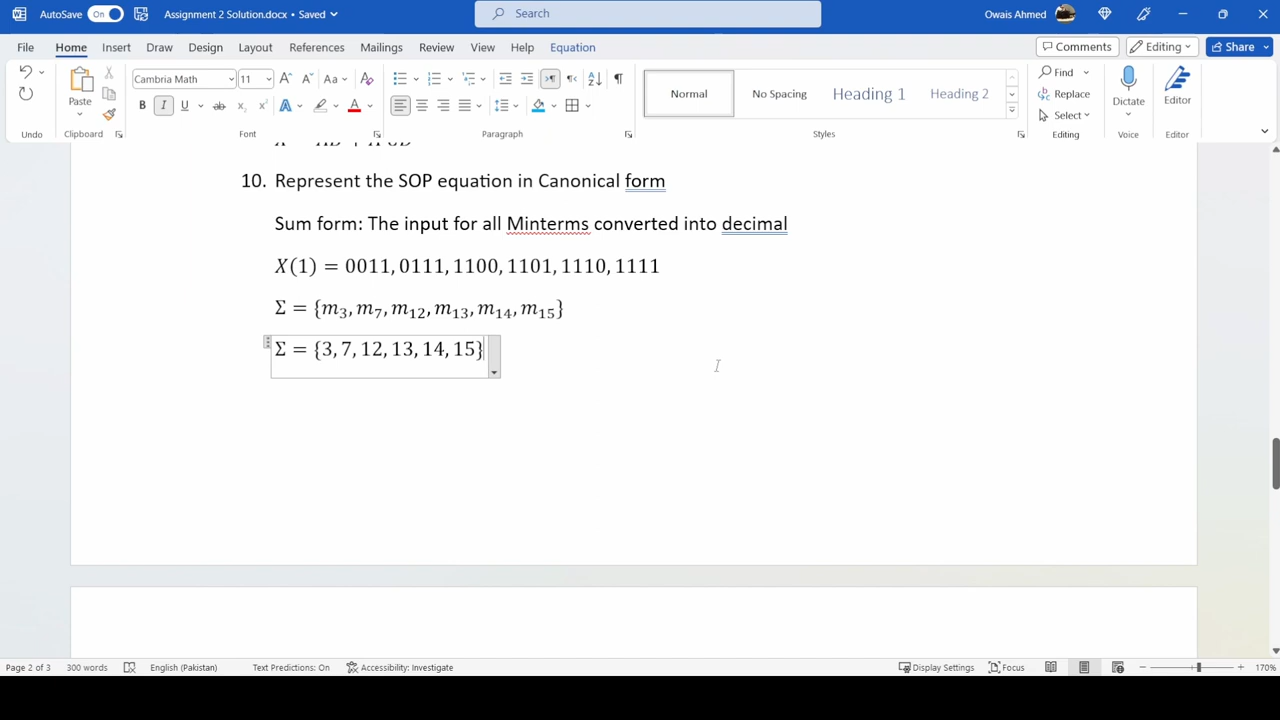 AutoSave On Assignment 2 Solution.docx • Saved Search Owais Ahmed
File Home Insert Draw Design Layout References Mailings Review View Help Equation Comments Editing Share
Paste Cambria Math 11 Aa Normal No Spacing Heading 1 Heading 2 Find Replace Select Dictate Editor
Undo Clipboard Font Paragraph Styles Editing Voice Editor
10. Represent the SOP equation in Canonical form
Sum form: The input for all Minterms converted into decimal
X(1) = 0011, 0111, 1100, 1101, 1110, 1111
Σ = {m₃, m₇, m₁₂, m₁₃, m₁₄, m₁₅}
Σ = {3, 7, 12, 13, 14, 15}
Page 2 of 3 300 words English (Pakistan) Text Predictions: On Accessibility: Investigate Display Settings Focus 170%